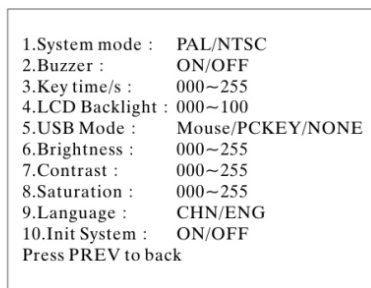 1.System mode : PAL/NTSC
2.Buzzer : ON/OFF
3.Key time/s : 000~255
4.LCD Backlight : 000~100
5.USB Mode : Mouse/PCKEY/NONE
6.Brightness : 000~255
7.Contrast : 000~255
8.Saturation : 000~255
9.Language : CHN/ENG
10.Init System : ON/OFF
Press PREV to back